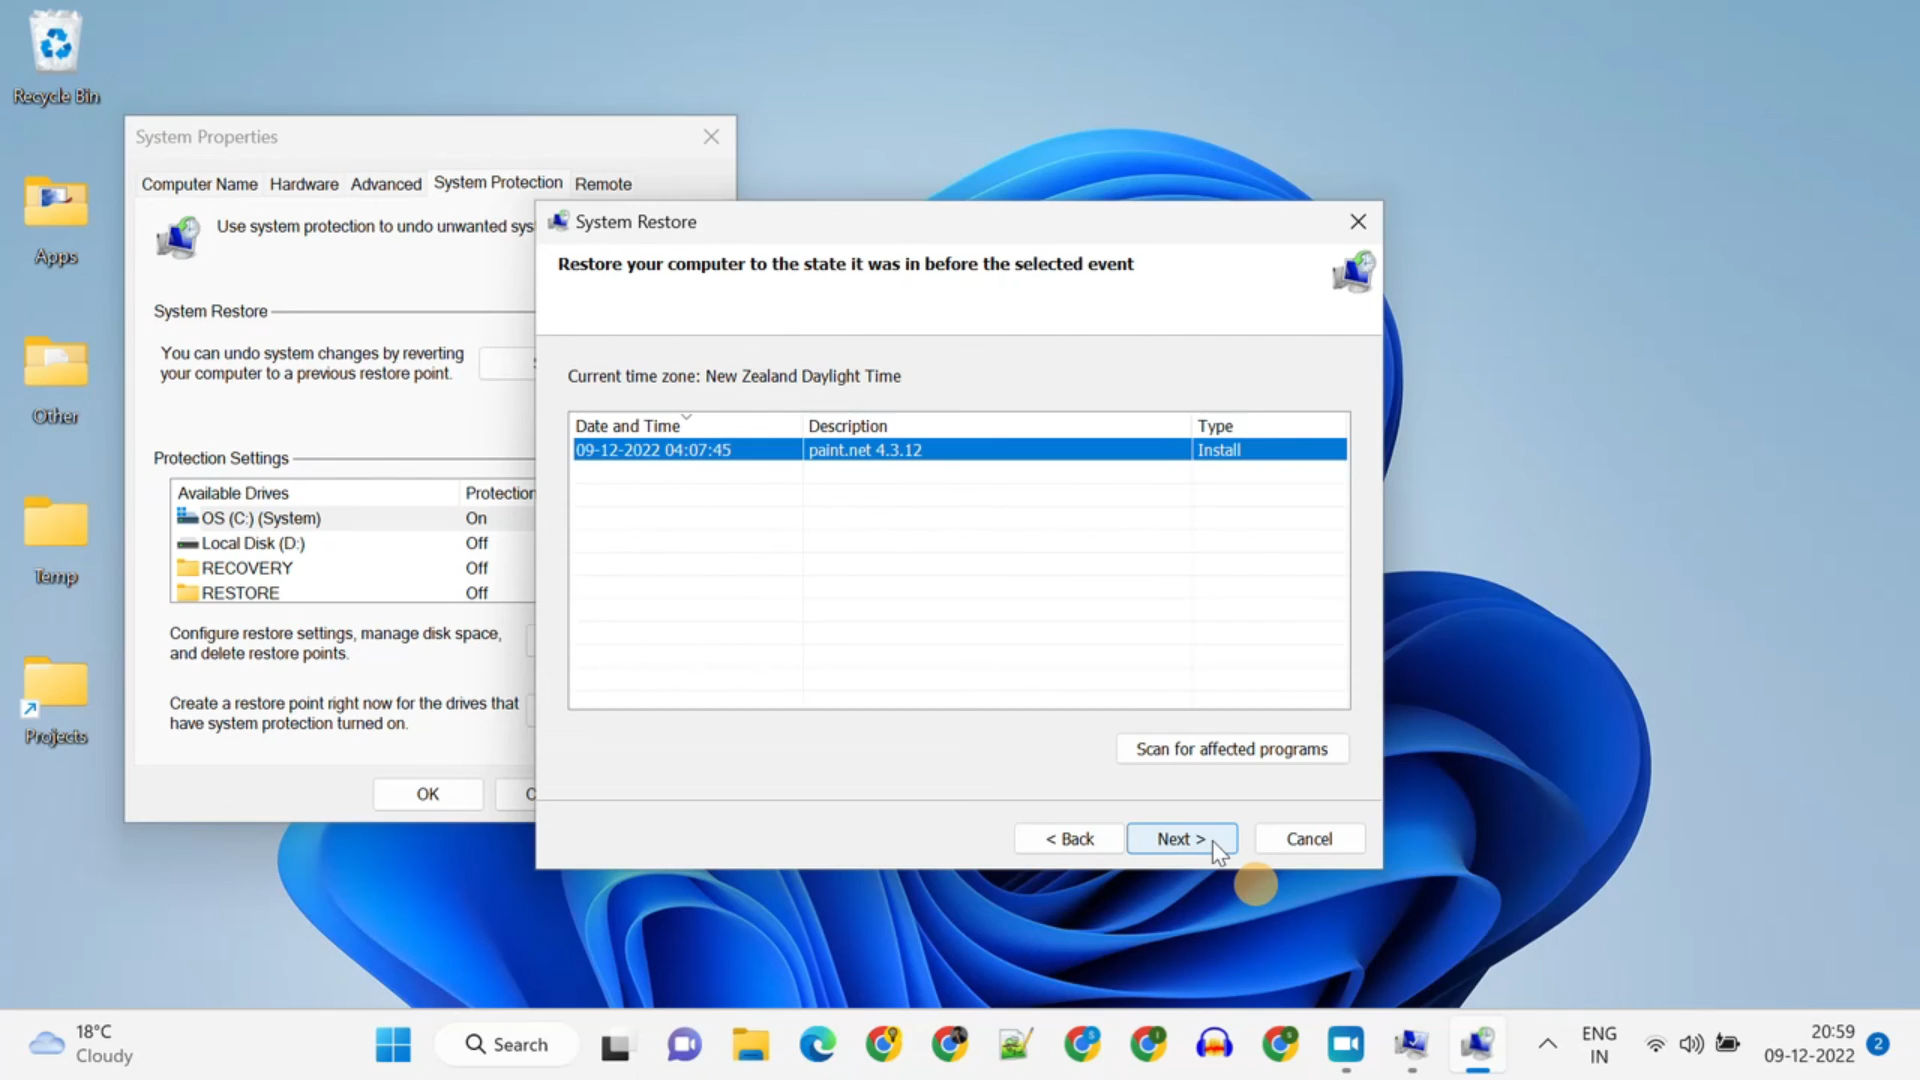 Recycle Bin
Apps
Other
Temp
Projects
System Properties
Computer Name
Hardware
Advanced
System Protection
Remote
Use system protection to undo unwanted sys
System Restore
You can undo system changes by reverting
your computer to a previous restore point.
Protection Settings
Available Drives
Protection
OS (C:) (System)
On
Local Disk (D:)
Off
RECOVERY
Off
RESTORE
Off
Configure restore settings, manage disk space,
and delete restore points.
Create a restore point right now for the drives that
have system protection turned on.
OK
System Restore
Restore your computer to the state it was in before the selected event
Current time zone: New Zealand Daylight Time
Date and Time
Description
Type
09-12-2022 04:07:45
paint.net 4.3.12
Install
Scan for affected programs
< Back
Next >
Cancel
18°C
Cloudy
Search
ENG
IN
20:59
09-12-2022
2